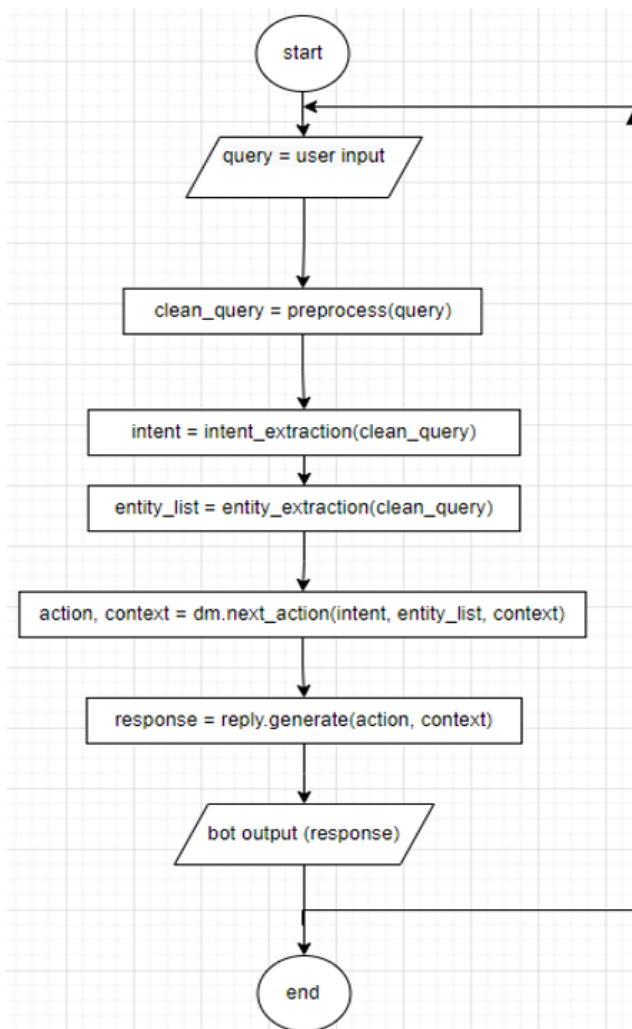 start
query = user input
clean_query = preprocess(query)
intent = intent_extraction(clean_query)
entity_list = entity_extraction(clean_query)
action, context = dm.next_action(intent, entity_list, context)
response = reply.generate(action, context)
bot output (response)
end